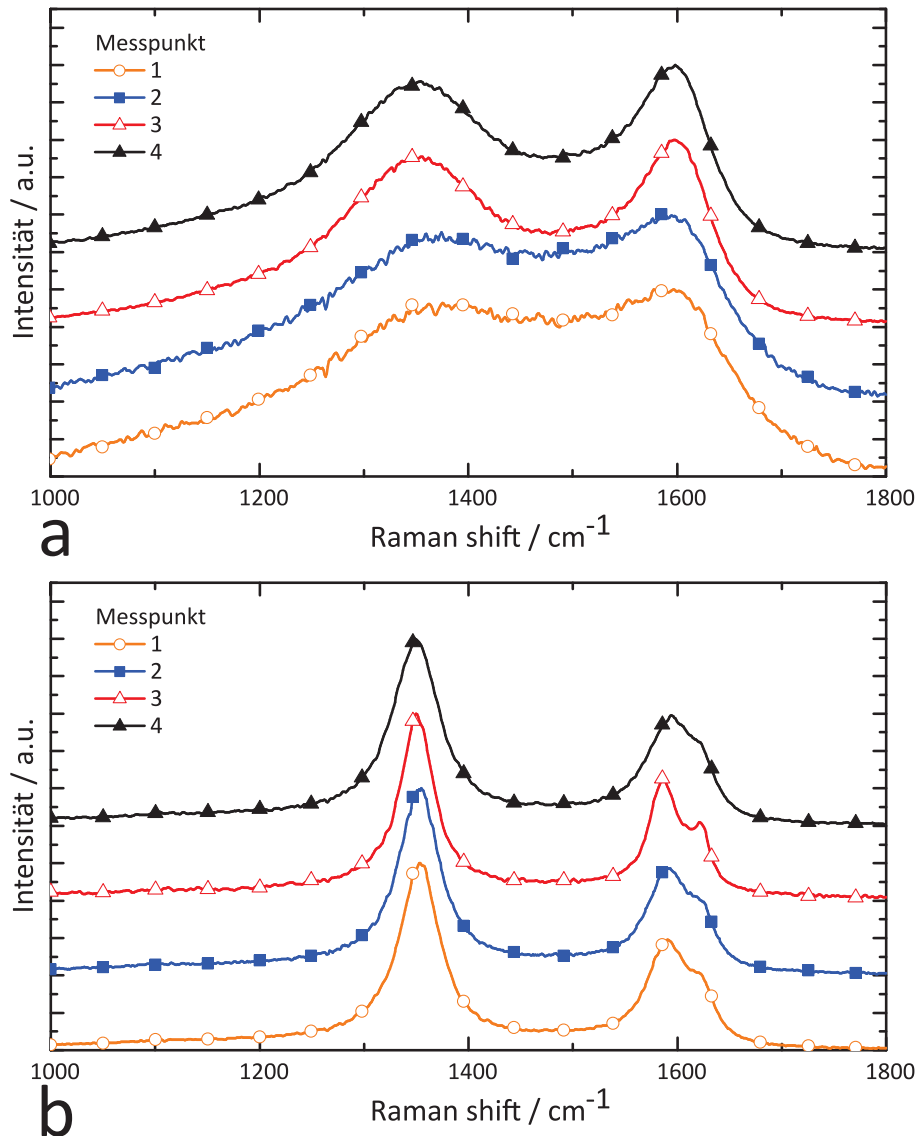 Messpunkt
1
2
3
4
Intensität / a.u.
1000 1200 1400 1600 1800
Raman shift / cm-1
a
Messpunkt
1
2
3
4
Intensität / a.u.
1000 1200 1400 1600 1800
Raman shift / cm-1
b